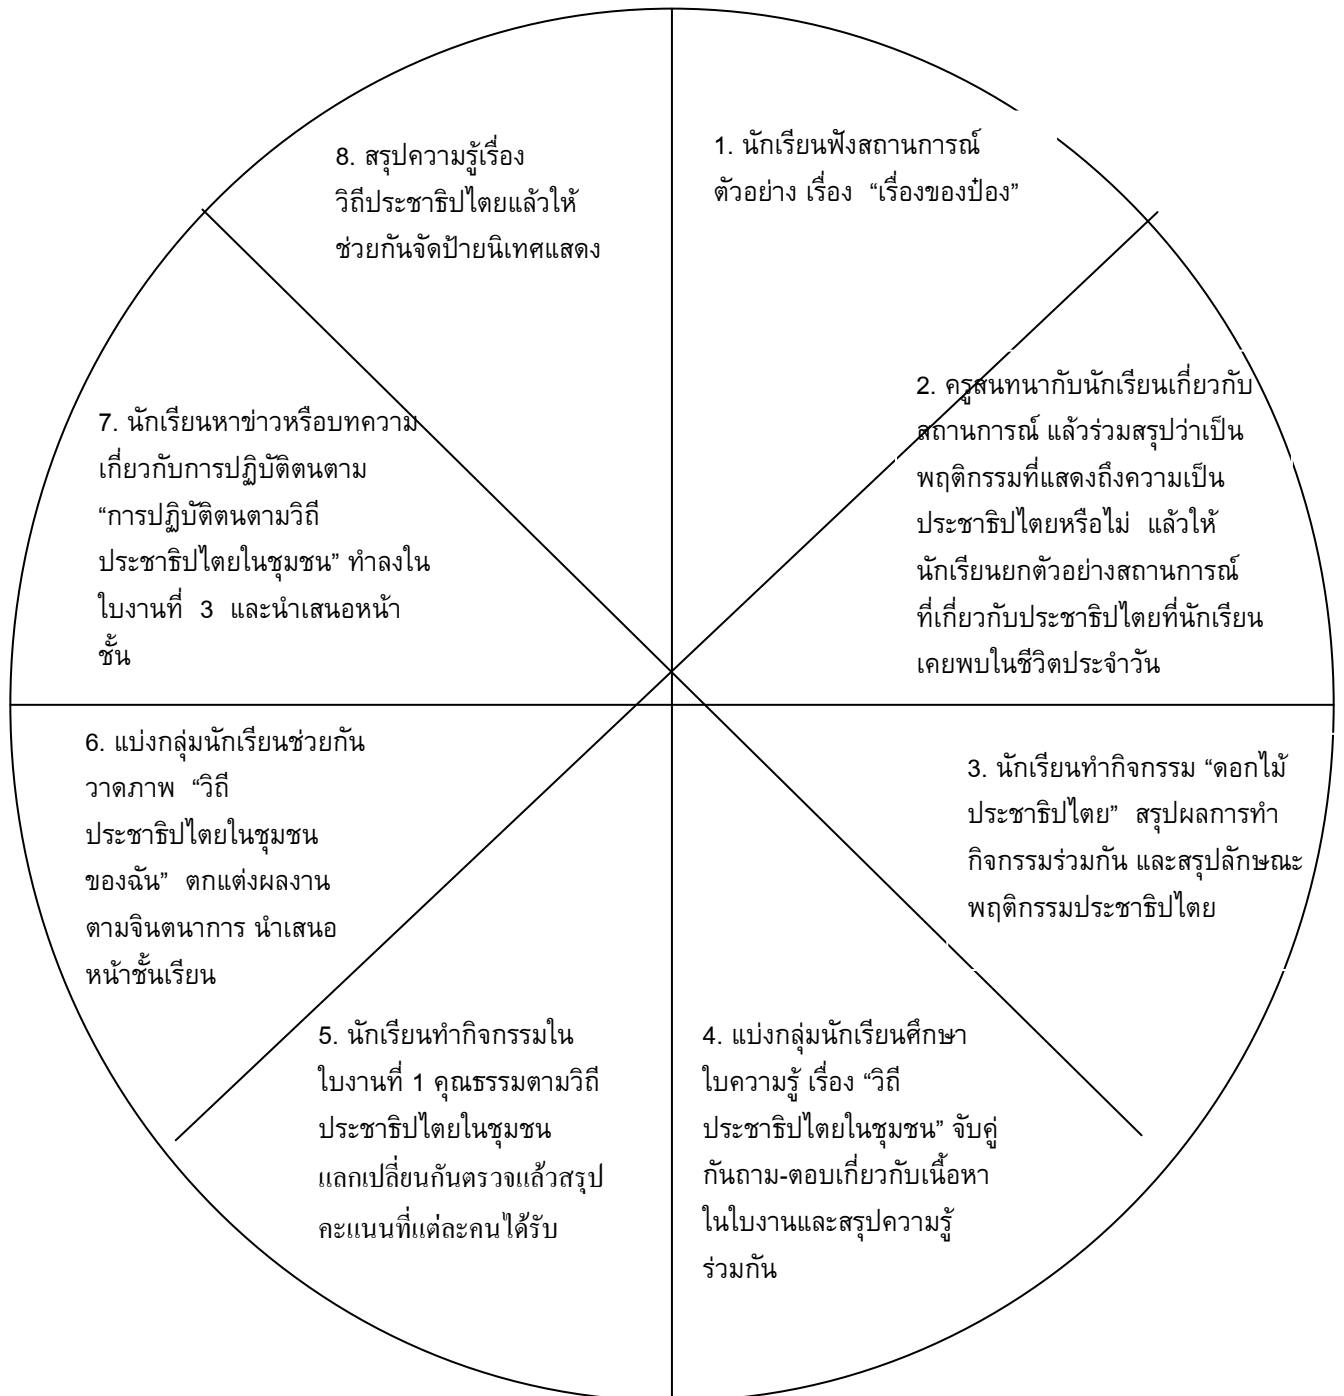 1. นักเรียนฟังสถานการณ์
ตัวอย่าง เรื่อง “เรื่องของป๋อง”
2. ครูสนทนากับนักเรียนเกี่ยวกับ
สถานการณ์ แล้วร่วมสรุปว่าเป็น
พฤติกรรมที่แสดงถึงความเป็น
ประชาธิปไตยหรือไม่ แล้วให้
นักเรียนยกตัวอย่างสถานการณ์
ที่เกี่ยวกับประชาธิปไตยที่นักเรียน
เคยพบในชีวิตประจำวัน
3. นักเรียนทำกิจกรรม “ดอกไม้
ประชาธิปไตย” สรุปผลการทำ
กิจกรรมร่วมกัน และสรุปลักษณะ
พฤติกรรมประชาธิปไตย
4. แบ่งกลุ่มนักเรียนศึกษา
ใบความรู้ เรื่อง “วิถี
ประชาธิปไตยในชุมชน” จับคู่
กันถาม-ตอบเกี่ยวกับเนื้อหา
ในใบงานและสรุปความรู้
ร่วมกัน
5. นักเรียนทำกิจกรรมใน
ใบงานที่ 1 คุณธรรมตามวิถี
ประชาธิปไตยในชุมชน
แลกเปลี่ยนกันตรวจแล้วสรุป
คะแนนที่แต่ละคนได้รับ
6. แบ่งกลุ่มนักเรียนช่วยกัน
วาดภาพ “วิถี
ประชาธิปไตยในชุมชน
ของฉัน” ตกแต่งผลงาน
ตามจินตนาการ นำเสนอ
หน้าชั้นเรียน
7. นักเรียนหาข่าวหรือบทความ
เกี่ยวกับการปฏิบัติตนตาม
“การปฏิบัติตนตามวิถี
ประชาธิปไตยในชุมชน” ทำลงใน
ใบงานที่ 3 และนำเสนอหน้า
ชั้น
8. สรุปความรู้เรื่อง
วิถีประชาธิปไตยแล้วให้
ช่วยกันจัดป้ายนิเทศแสดง